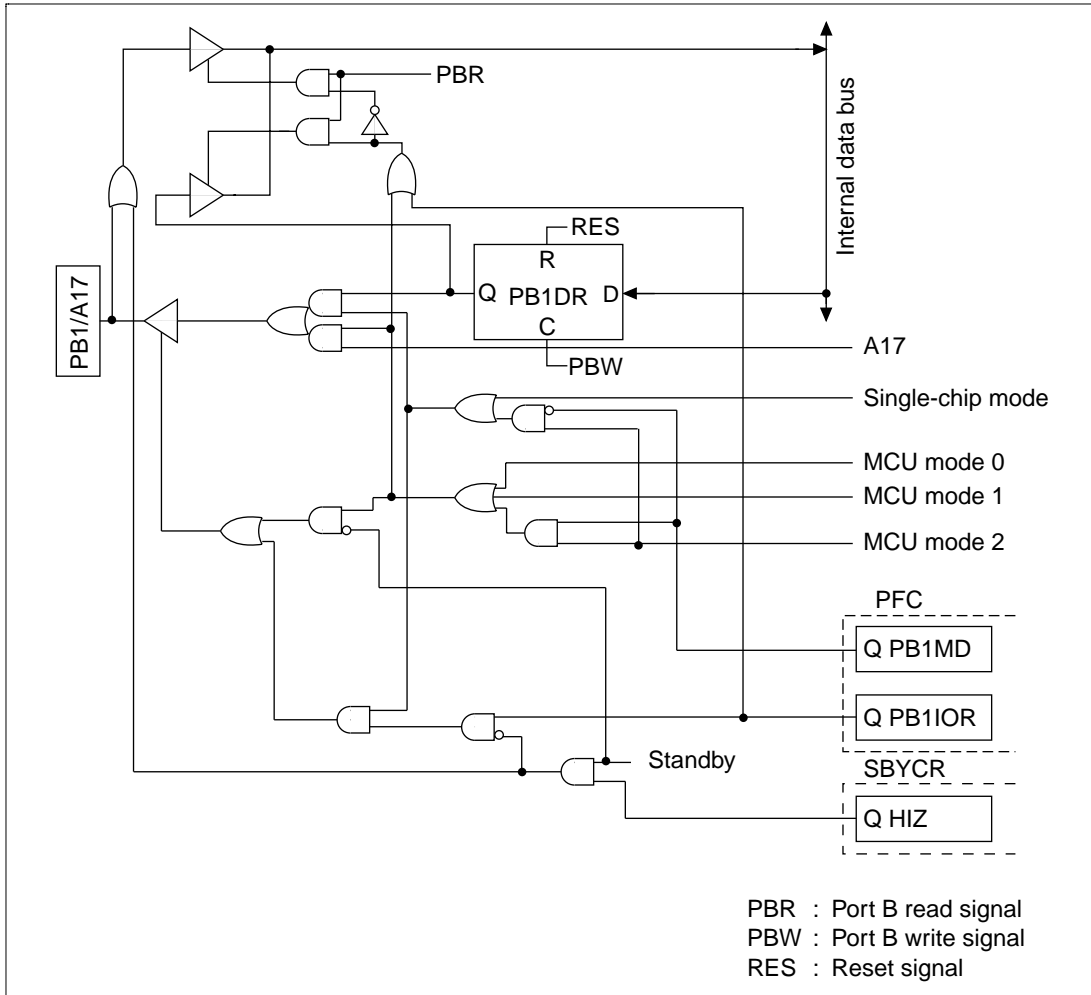 PBR
Internal data bus
RES
R
Q PB1DR D
C
PBW
PB1/A17
A17
Single-chip mode
MCU mode 0
MCU mode 1
MCU mode 2
PFC
Q PB1MD
Q PB1IOR
Standby
SBYCR
Q HIZ
PBR : Port B read signal
PBW : Port B write signal
RES : Reset signal